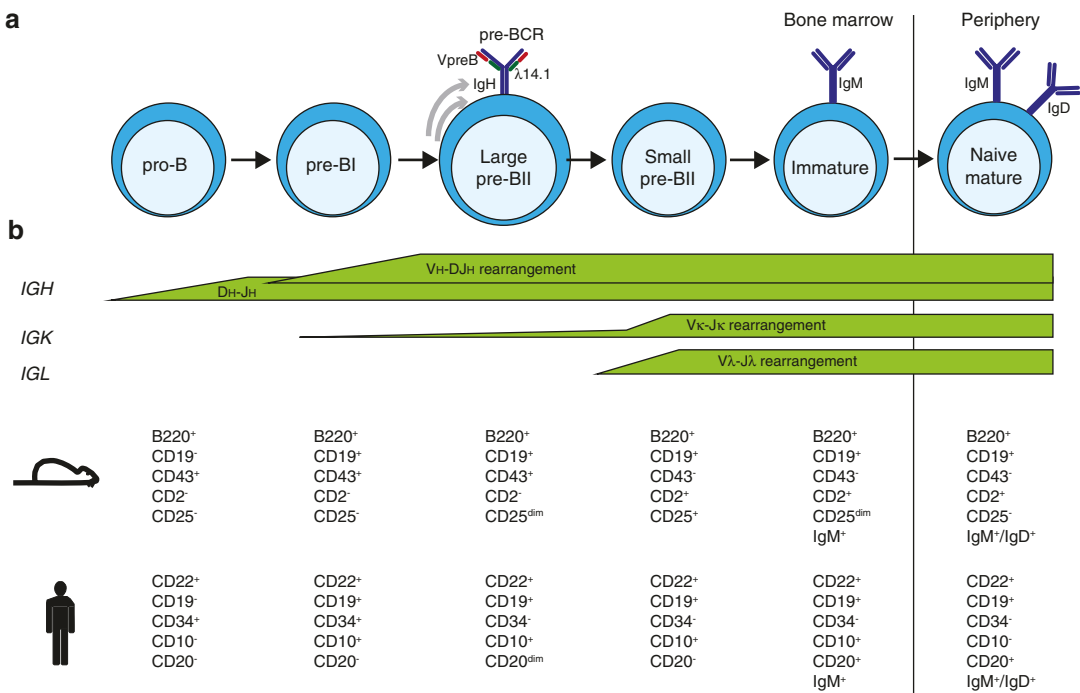 a
Bone marrow
Periphery
pre-BCR
VpreB
λ14.1
IgH
IgM
IgM
IgD
pro-B
pre-BI
Large
pre-BII
Small
pre-BII
Immature
Naive
mature
b
IGH
VH-DJH rearrangement
DH-JH
IGK
Vκ-Jκ rearrangement
IGL
Vλ-Jλ rearrangement
B220⁺ B220⁺ B220⁺ B220⁺ B220⁺ B220⁺
CD19⁻ CD19⁺ CD19⁺ CD19⁺ CD19⁺ CD19⁺
CD43⁺ CD43⁺ CD43⁺ CD43⁻ CD43⁻ CD43⁻
CD2⁻ CD2⁻ CD2⁻ CD2⁺ CD2⁺ CD2⁺
CD25⁻ CD25⁻ CD25ᵈⁱᵐ CD25⁺ CD25ᵈⁱᵐ CD25⁻
IgM⁺ IgM⁺/IgD⁺
CD22⁺ CD22⁺ CD22⁺ CD22⁺ CD22⁺ CD22⁺
CD19⁻ CD19⁺ CD19⁺ CD19⁺ CD19⁺ CD19⁺
CD34⁺ CD34⁺ CD34⁻ CD34⁻ CD34⁻ CD34⁻
CD10⁻ CD10⁺ CD10⁺ CD10⁺ CD10⁺ CD10⁻
CD20⁻ CD20⁻ CD20ᵈⁱᵐ CD20⁻ CD20⁺ CD20⁺
IgM⁺ IgM⁺/IgD⁺